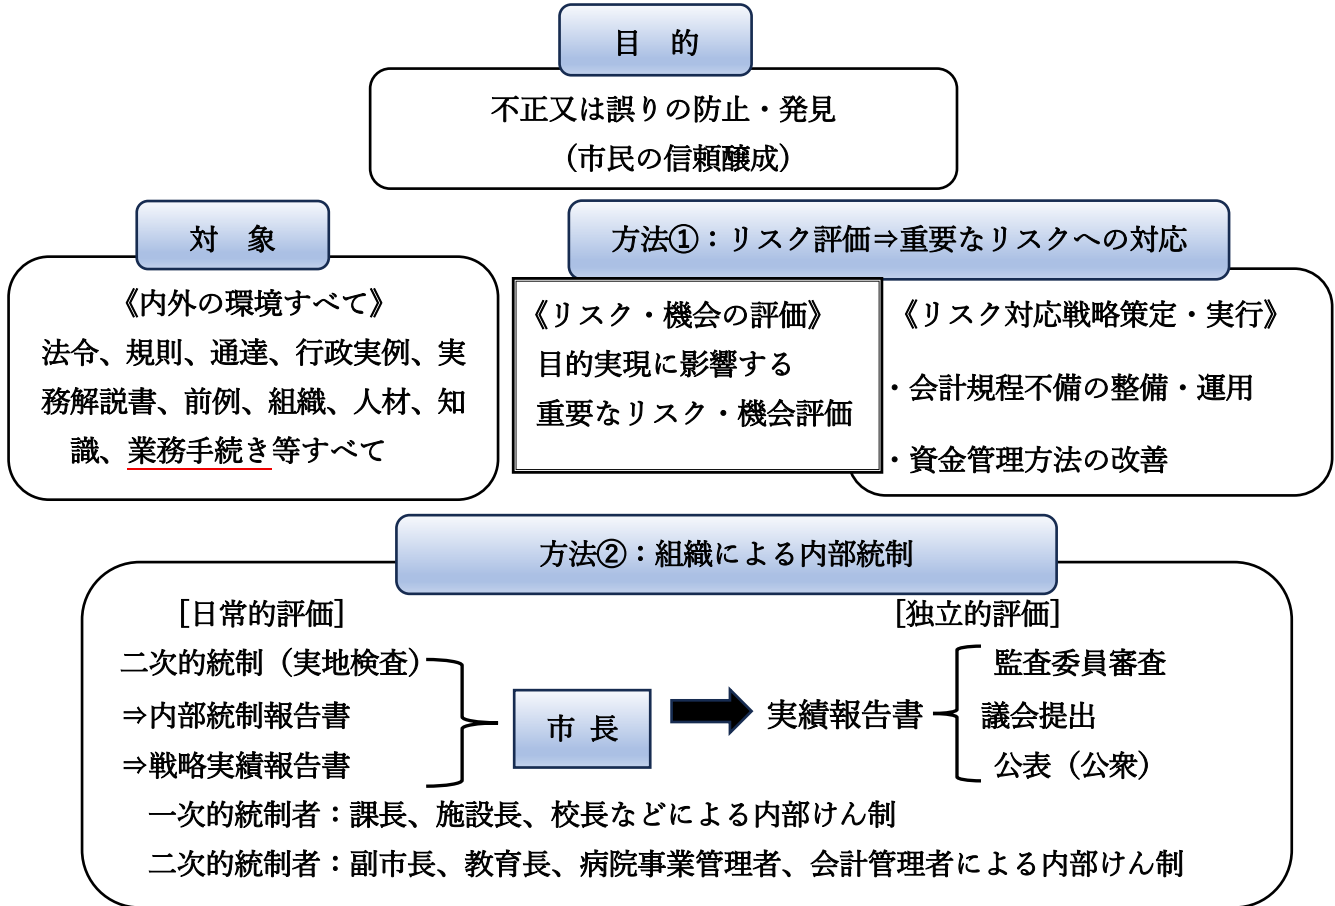 目 的
不正又は誤りの防止・発見
（市民の信頼醸成）
対 象
《内外の環境すべて》
法令、規則、通達、行政実例、実
務解説書、前例、組織、人材、知
識、業務手続き等すべて
方法①：リスク評価⇒重要なリスクへの対応
《リスク・機会の評価》
目的実現に影響する
重要なリスク・機会評価
《リスク対応戦略策定・実行》
・会計規程不備の整備・運用
・資金管理方法の改善
方法②：組織による内部統制
［日常的評価］
二次的統制（実地検査）
⇒内部統制報告書
⇒戦略実績報告書
市 長
実績報告書
［独立的評価］
監査委員審査
議会提出
公表（公衆）
一次的統制者：課長、施設長、校長などによる内部けん制
二次的統制者：副市長、教育長、病院事業管理者、会計管理者による内部けん制